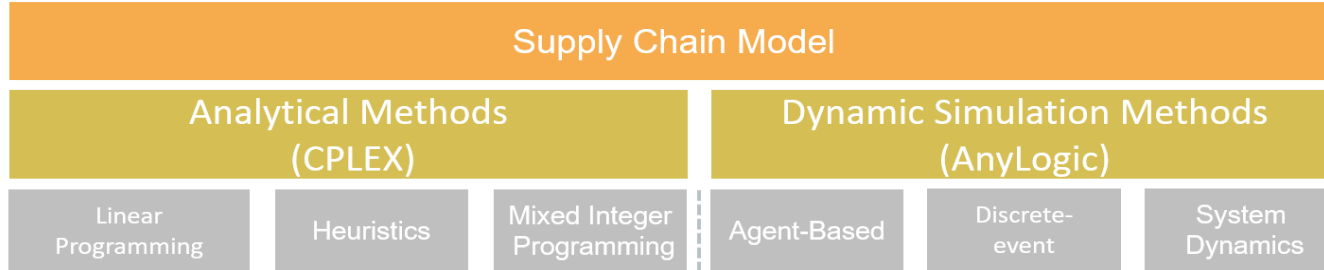 Supply Chain Model
Analytical Methods
(CPLEX)
Dynamic Simulation Methods
(AnyLogic)
Linear
Programming
Heuristics
Mixed Integer
Programming
Agent-Based
Discrete-
event
System
Dynamics